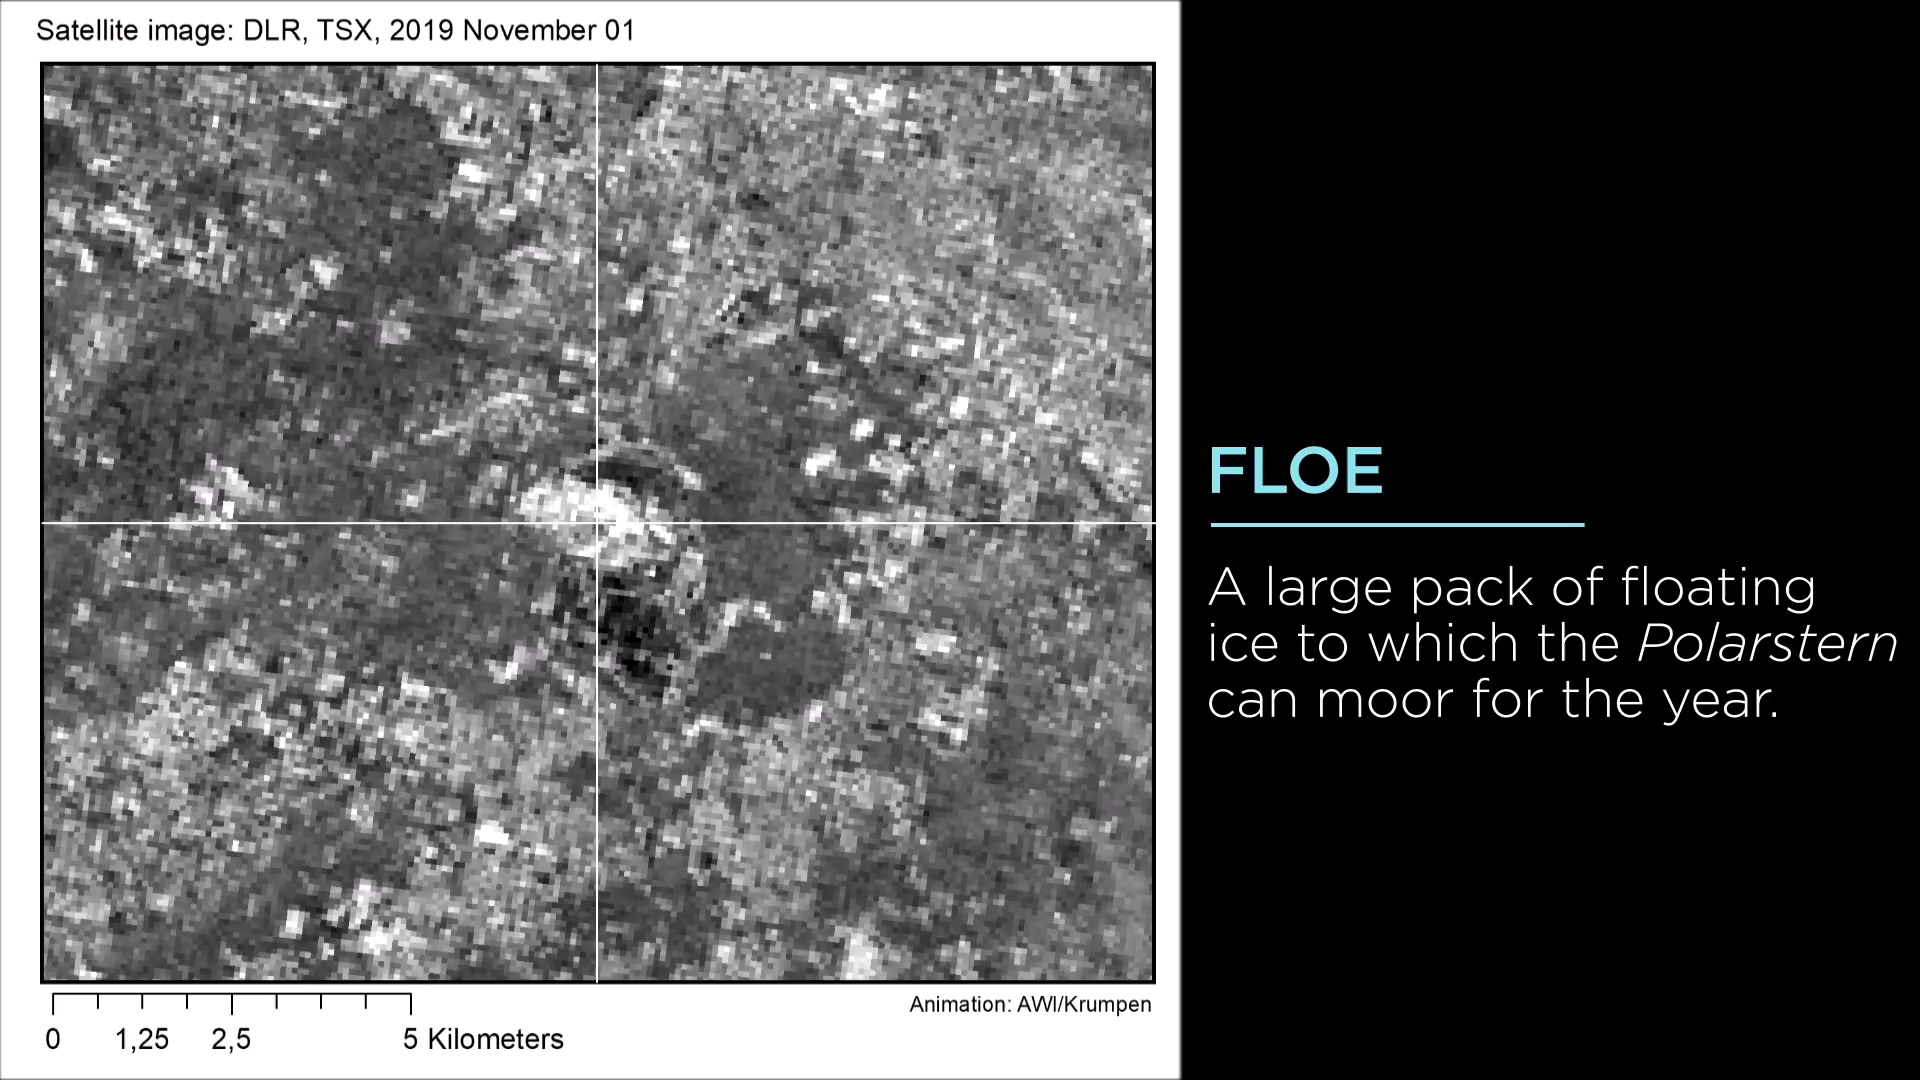 Satellite image: DLR, TSX, 2019 November 01
FLOE
A large pack of floating
ice to which the Polarstern
can moor for the year.
Animation: AWI/Krumpen
0 1,25 2,5 5 Kilometers